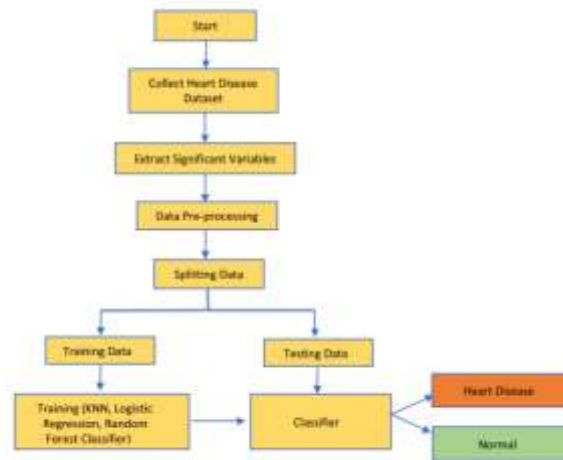 Start
Collect Heart Disease
Dataset
Extract Significant Variables
Data Pre-processing
Splitting Data
Training Data
Testing Data
Training (KNN, Logistic
Regression, Random
Forest Classifier)
Classifier
Heart Disease
Normal